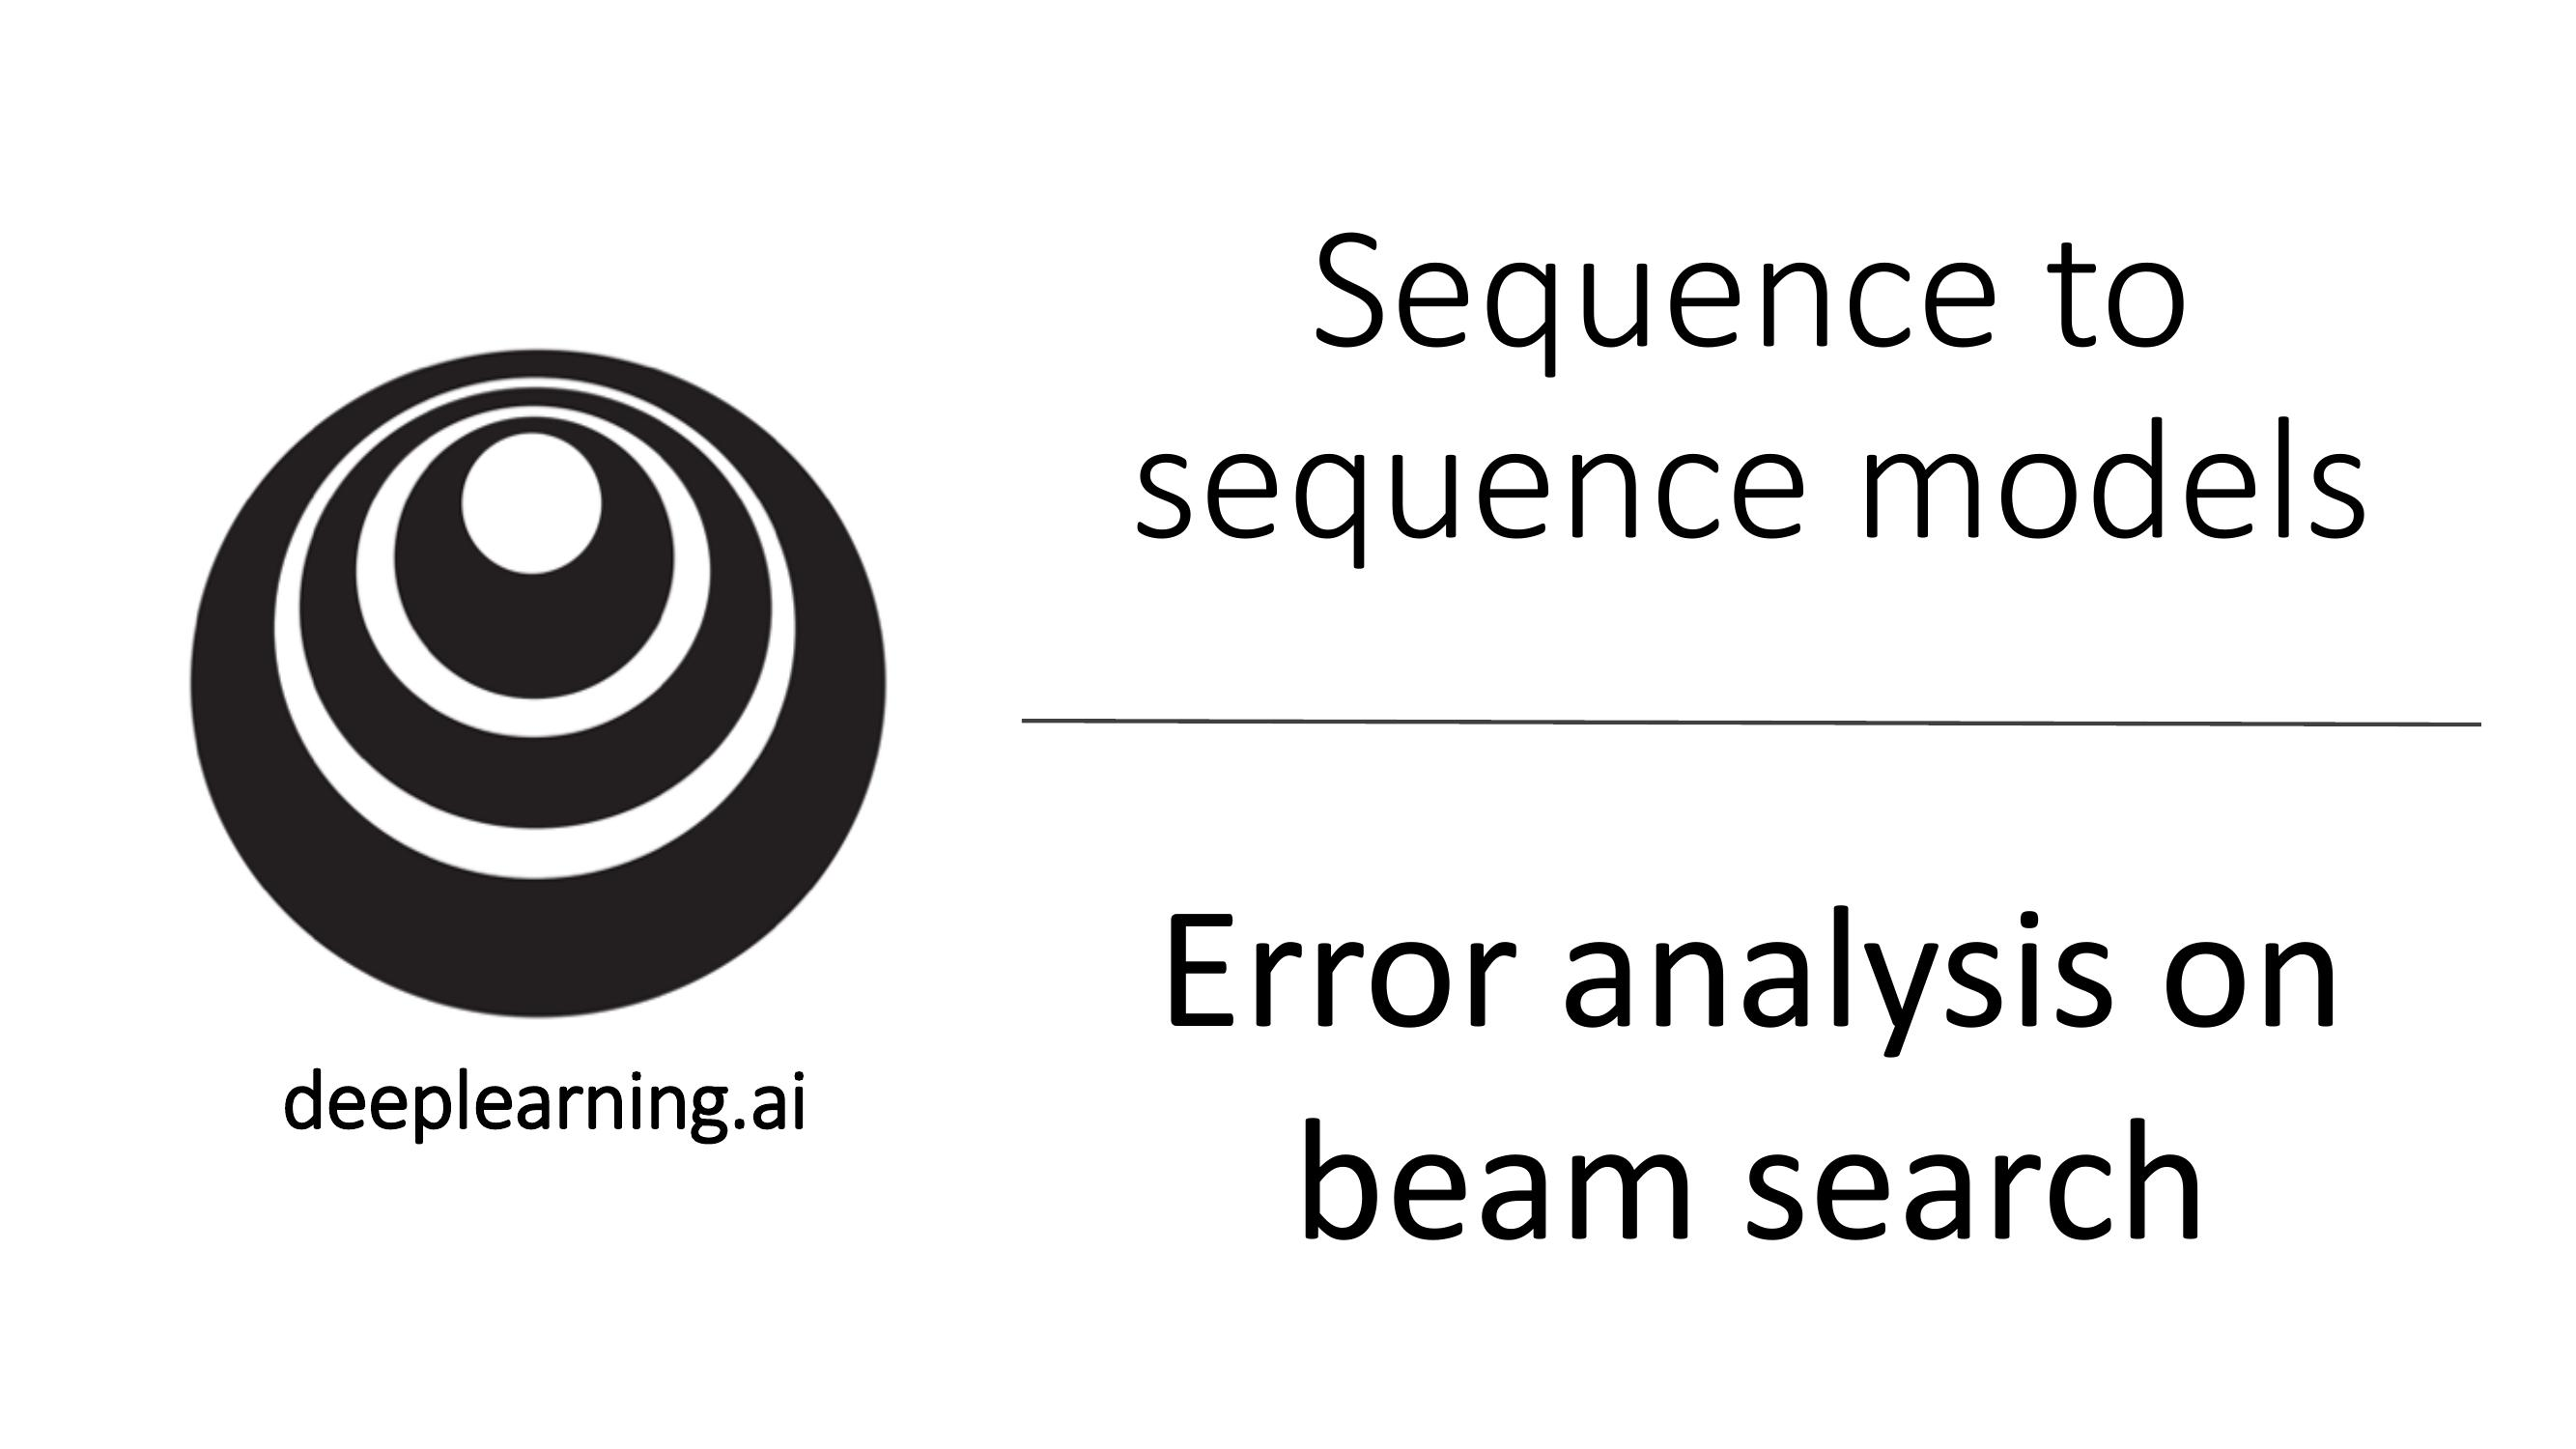 Sequence to
sequence models
Error analysis on
beam search
deeplearning.ai